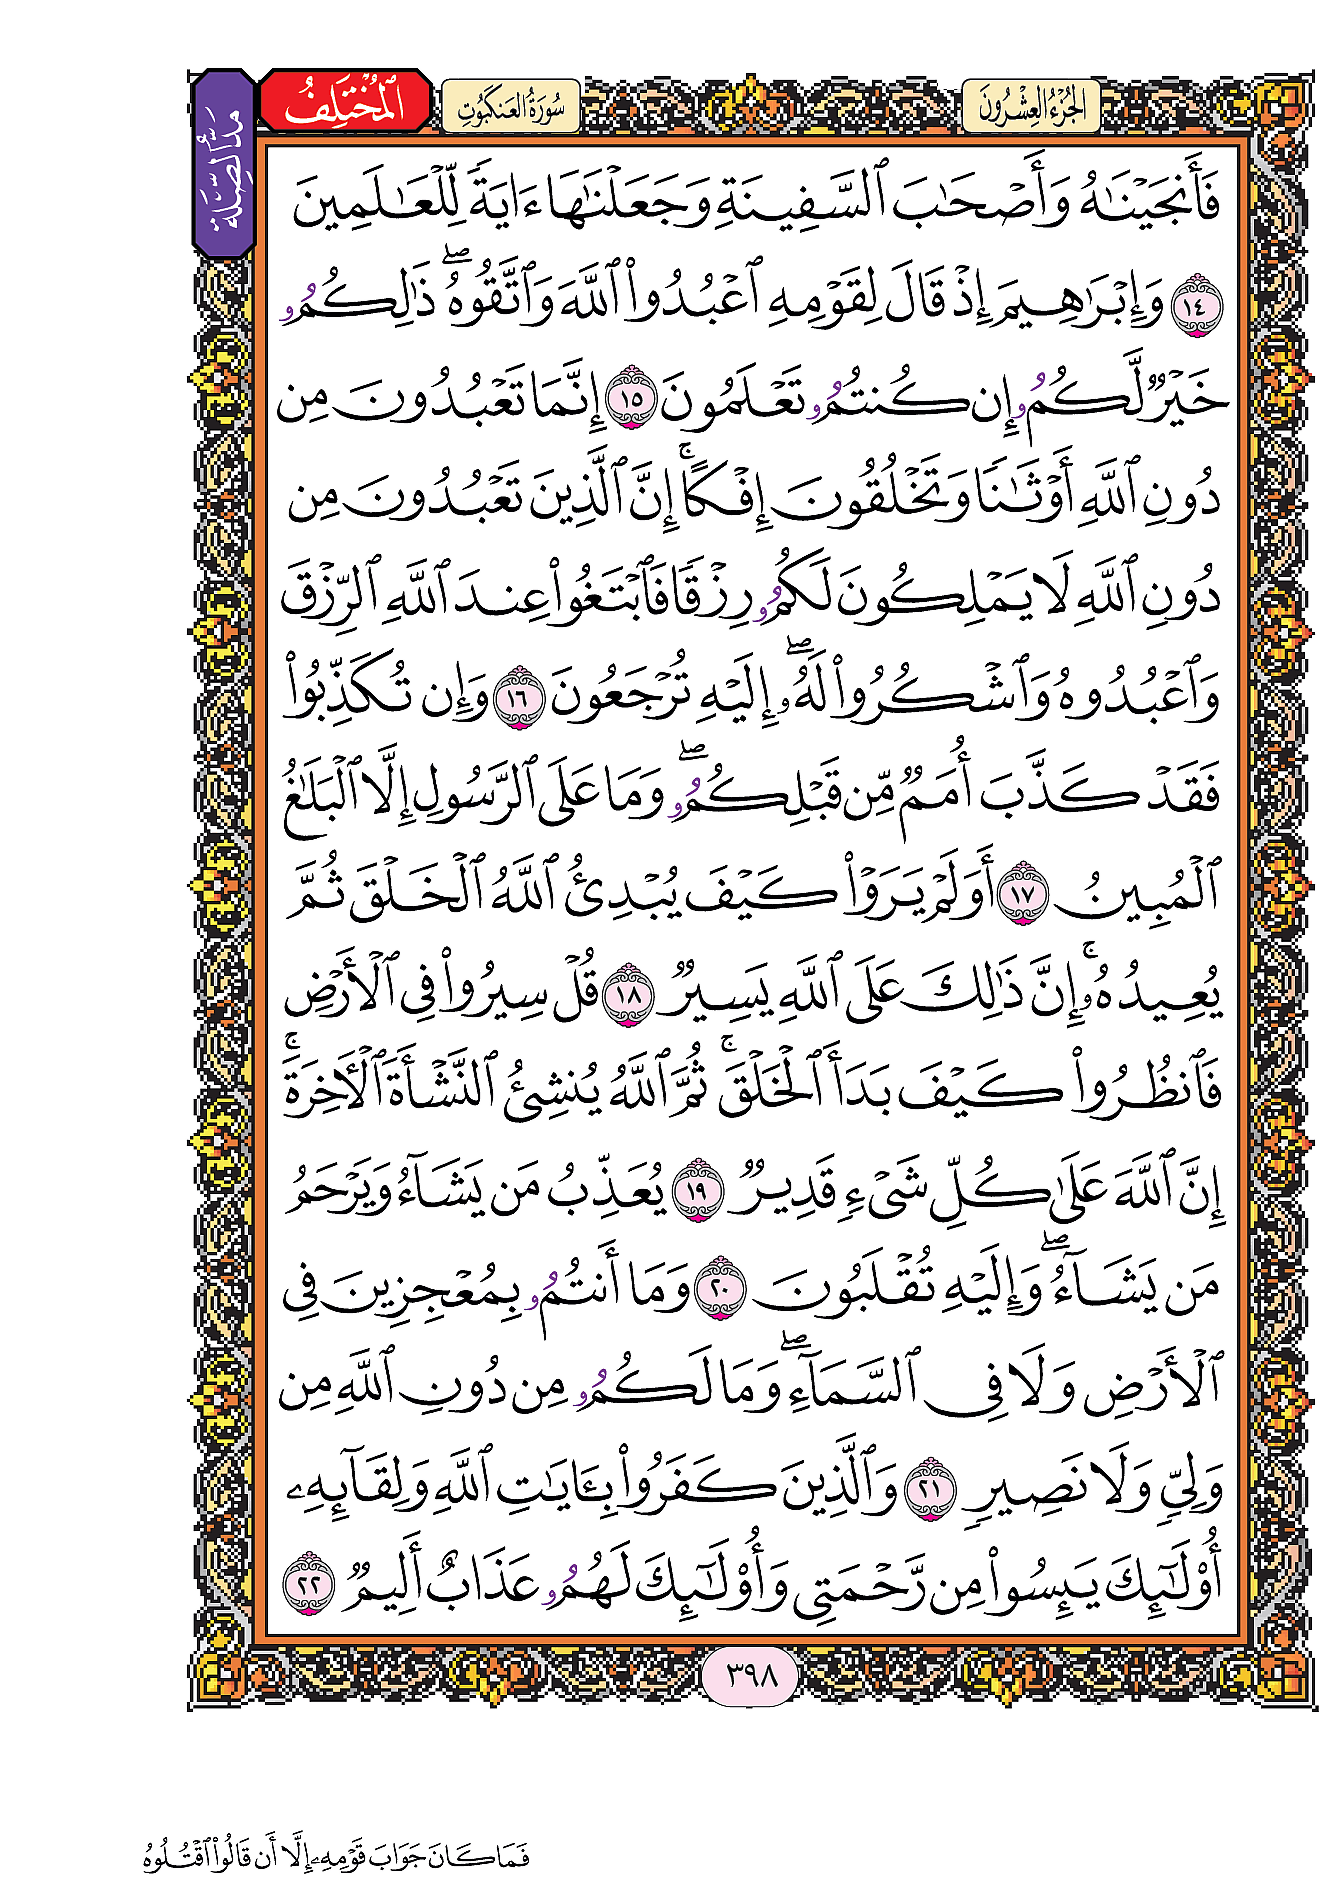 الجُزْءُ العِشْرُونَ
سُورَةُ العَنكَبُوتِ
المُخْتَلِفُ
مَدُّ الصِّلَةِ
فَأَنجَيْنَٰهُ وَأَصْحَٰبَ ٱلسَّفِينَةِ وَجَعَلْنَٰهَا ءَايَةً لِّلْعَٰلَمِينَ
١٤ وَإِبْرَٰهِيمَ إِذْ قَالَ لِقَوْمِهِ ٱعْبُدُوا۟ ٱللَّهَ وَٱتَّقُوهُ ۖ ذَٰلِكُمُۥ
خَيْرٌ لَّكُمُۥ إِن كُنتُمُۥ تَعْلَمُونَ ١٥ إِنَّمَا تَعْبُدُونَ مِن
دُونِ ٱللَّهِ أَوْثَٰنًا وَتَخْلُقُونَ إِفْكًا ۚ إِنَّ ٱلَّذِينَ تَعْبُدُونَ مِن
دُونِ ٱللَّهِ لَا يَمْلِكُونَ لَكُمُۥ رِزْقًا فَٱبْتَغُوا۟ عِندَ ٱللَّهِ ٱلرِّزْقَ
وَٱعْبُدُوهُ وَٱشْكُرُوا۟ لَهُۥ ۖ إِلَيْهِ تُرْجَعُونَ ١٦ وَإِن تُكَذِّبُوا۟
فَقَدْ كَذَّبَ أُمَمٌ مِّن قَبْلِكُمُۥ ۖ وَمَا عَلَى ٱلرَّسُولِ إِلَّا ٱلْبَلَٰغُ
ٱلْمُبِينُ ١٧ أَوَلَمْ يَرَوْا۟ كَيْفَ يُبْدِئُ ٱللَّهُ ٱلْخَلْقَ ثُمَّ
يُعِيدُهُۥ ۚ إِنَّ ذَٰلِكَ عَلَى ٱللَّهِ يَسِيرٌ ١٨ قُلْ سِيرُوا۟ فِى ٱلْأَرْضِ
فَٱنظُرُوا۟ كَيْفَ بَدَأَ ٱلْخَلْقَ ۚ ثُمَّ ٱللَّهُ يُنشِئُ ٱلنَّشْأَةَ ٱلْأَخِرَةَ ۚ
إِنَّ ٱللَّهَ عَلَىٰ كُلِّ شَىْءٍ قَدِيرٌ ١٩ يُعَذِّبُ مَن يَشَآءُ وَيَرْحَمُ
مَن يَشَآءُ ۖ وَإِلَيْهِ تُقْلَبُونَ ٢٠ وَمَا أَنتُمُۥ بِمُعْجِزِينَ فِى
ٱلْأَرْضِ وَلَا فِى ٱلسَّمَآءِ ۖ وَمَا لَكُمُۥ مِن دُونِ ٱللَّهِ مِن
وَلِىٍّ وَلَا نَصِيرٍ ٢١ وَٱلَّذِينَ كَفَرُوا۟ بِـَٔايَٰتِ ٱللَّهِ وَلِقَآئِهِۦ
أُو۟لَٰٓئِكَ يَئِسُوا۟ مِن رَّحْمَتِى وَأُو۟لَٰٓئِكَ لَهُمُۥ عَذَابٌ أَلِيمٌ ٢٢
٣٩٨
فَمَا كَانَ جَوَابَ قَوْمِهِۦ إِلَّا أَن قَالُوا۟ ٱقْتُلُوهُ